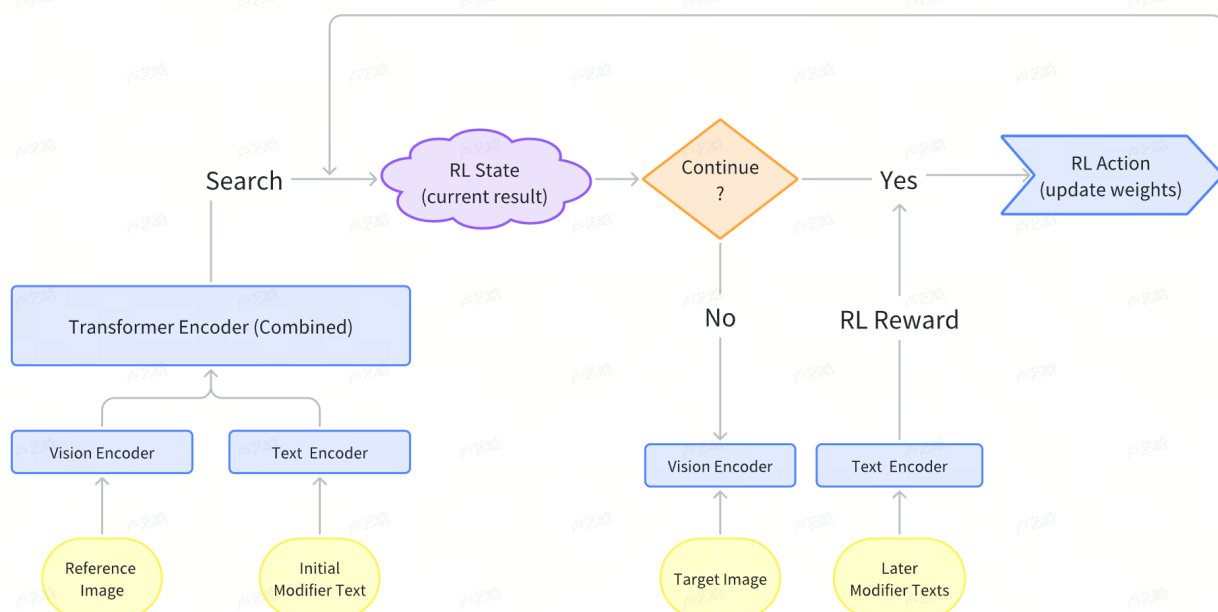 Search
RL State
(current result)
Continue
?
Yes
RL Action
(update weights)
No
RL Reward
Transformer Encoder (Combined)
Vision Encoder
Text Encoder
Vision Encoder
Text Encoder
Reference
Image
Initial
Modifier Text
Target Image
Later
Modifier Texts